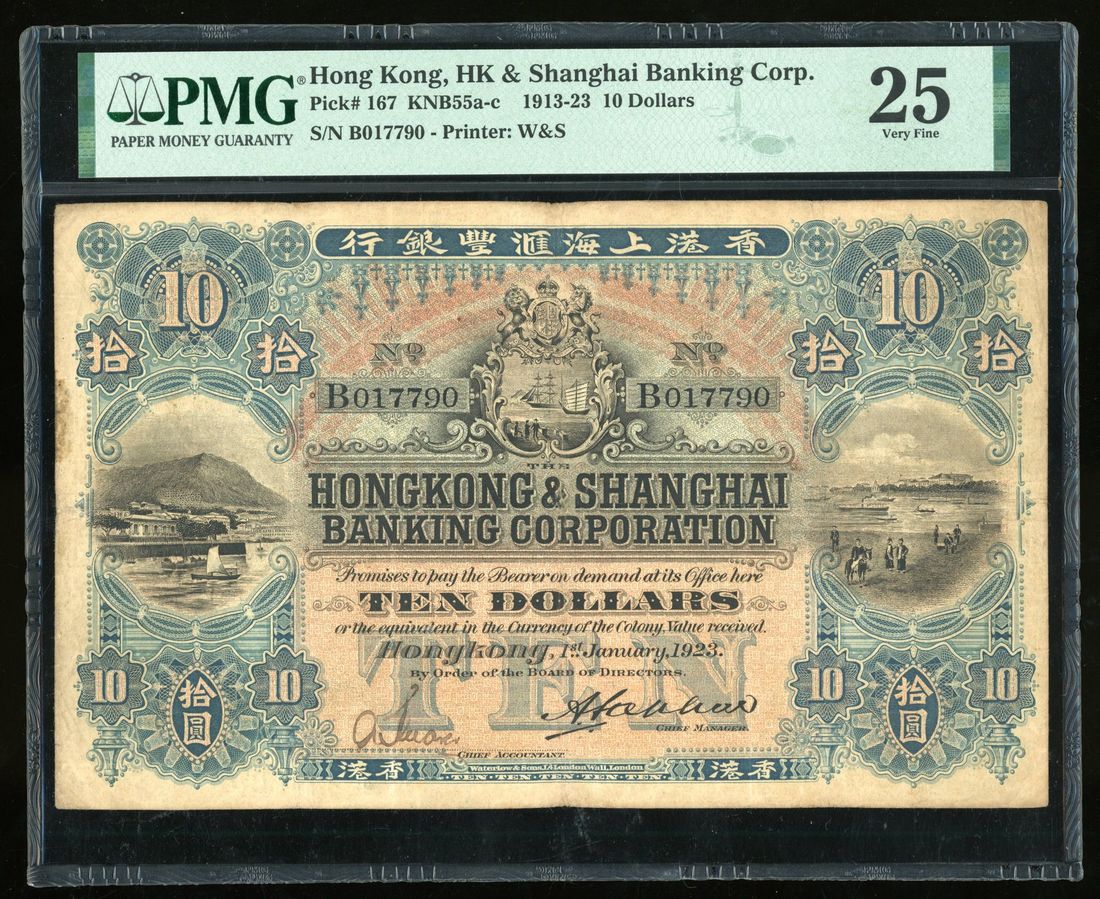 PMG®
PAPER MONEY GUARANTY
Hong Kong, HK & Shanghai Banking Corp.
Pick# 167 KNB55a-c 1913-23 10 Dollars
S/N B017790 - Printer: W&S
25
Very Fine
行銀豐滙海上港香
10
10
拾
拾
拾
拾
No.
No.
B017790
B017790
THE
HONGKONG & SHANGHAI
BANKING CORPORATION
Promises to pay the Bearer on demand at its Office here
TEN DOLLARS
or the equivalent in the Currency of the Colony, Value received.
Hongkong, 1st January, 1923.
By Order of the BOARD OF DIRECTORS.
TEN
10
10
10
10
拾圓
拾圓
CHIEF ACCOUNTANT
CHIEF MANAGER
港香
港香
Waterlow & Sons, Ld London Wall, London
TEN·TEN·TEN·TEN·TEN